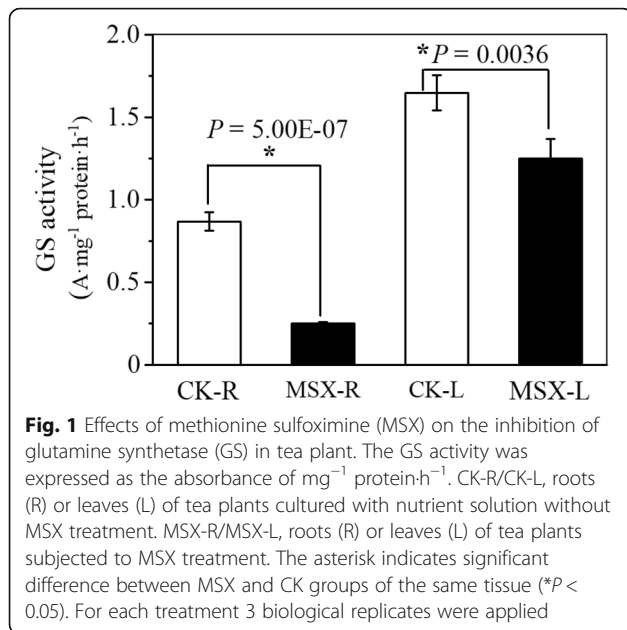 2.0
* P = 0.0036
1.5
P = 5.00E-07
*
1.0
0.5
0
GS activity
(A·mg⁻¹ protein·h⁻¹)
CK-R MSX-R CK-L MSX-L
Fig. 1 Effects of methionine sulfoximine (MSX) on the inhibition of
glutamine synthetase (GS) in tea plant. The GS activity was
expressed as the absorbance of mg⁻¹ protein·h⁻¹. CK-R/CK-L, roots
(R) or leaves (L) of tea plants cultured with nutrient solution without
MSX treatment. MSX-R/MSX-L, roots (R) or leaves (L) of tea plants
subjected to MSX treatment. The asterisk indicates significant
difference between MSX and CK groups of the same tissue (*P <
0.05). For each treatment 3 biological replicates were applied